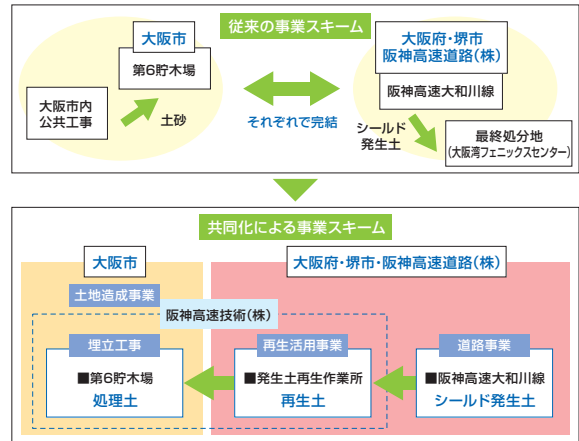 従来の事業スキーム
大阪市
第6貯木場
大阪市内
公共工事
土砂
それぞれで完結
大阪府・堺市
阪神高速道路(株)
阪神高速大和川線
シールド
発生土
最終処分地
(大阪湾フェニックスセンター)
共同化による事業スキーム
大阪市
大阪府・堺市・阪神高速道路(株)
土地造成事業
阪神高速技術(株)
埋立工事
■第6貯木場
処理土
再生活用事業
■発生土再生作業所
再生土
道路事業
■阪神高速大和川線
シールド発生土